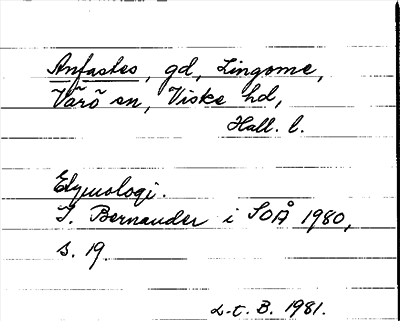 Anfastes, gd, Lingome,
Värö sn, Viske hd,
Hall. l.
Etymologi.
I. Bernander i SOÅ 1980,
s. 19.
L-t. B. 1981.